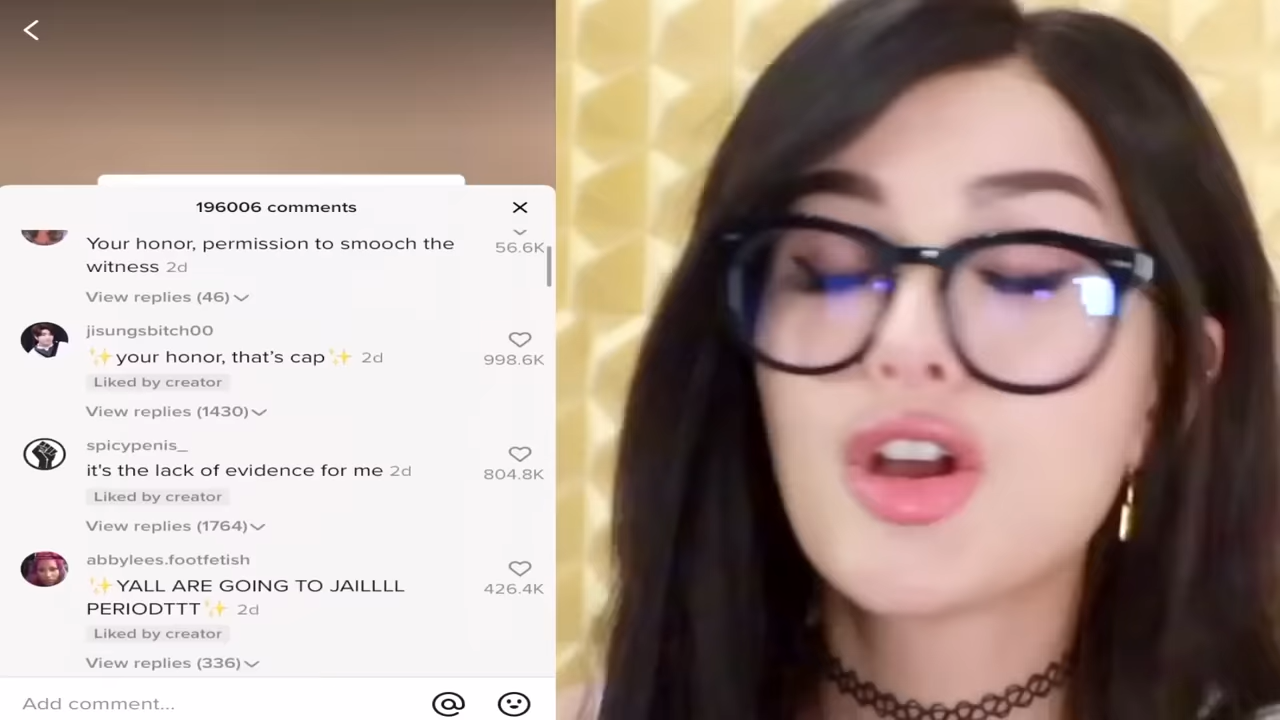 196006 comments
Your honor, permission to smooch the
witness 2d
56.6K
View replies (46)
jisungsbitch00
✨your honor, that's cap✨ 2d
998.6K
Liked by creator
View replies (1430)
spicypenis_
it's the lack of evidence for me 2d
804.8K
Liked by creator
View replies (1764)
abbylees.footfetish
✨YALL ARE GOING TO JAILLLL
PERIODTTT✨ 2d
426.4K
Liked by creator
View replies (336)
Add comment...
@